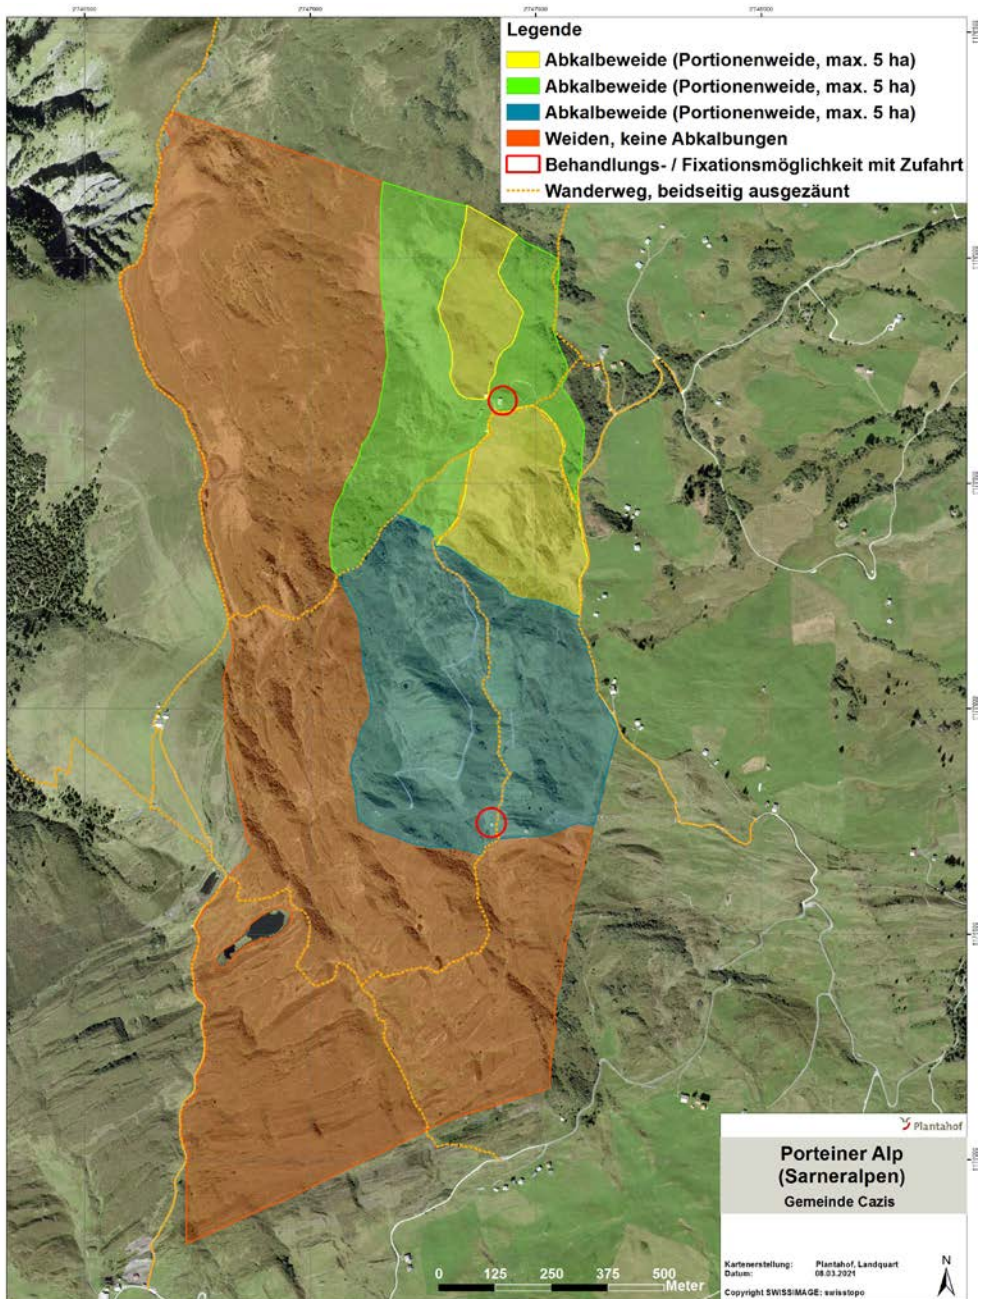 Legende
Abkalbeweide (Portionenweide, max. 5 ha)
Abkalbeweide (Portionenweide, max. 5 ha)
Abkalbeweide (Portionenweide, max. 5 ha)
Weiden, keine Abkalbungen
Behandlungs- / Fixationsmöglichkeit mit Zufahrt
Wanderweg, beidseitig ausgezäunt
Plantahof
Porteiner Alp
(Sarneralpen)
Gemeinde Cazis
0 125 250 375 500
Meter
Kartenerstellung: Plantahof, Landquart
Datum: 08.03.2021
Copyright SWISSIMAGE: swisstopo
N